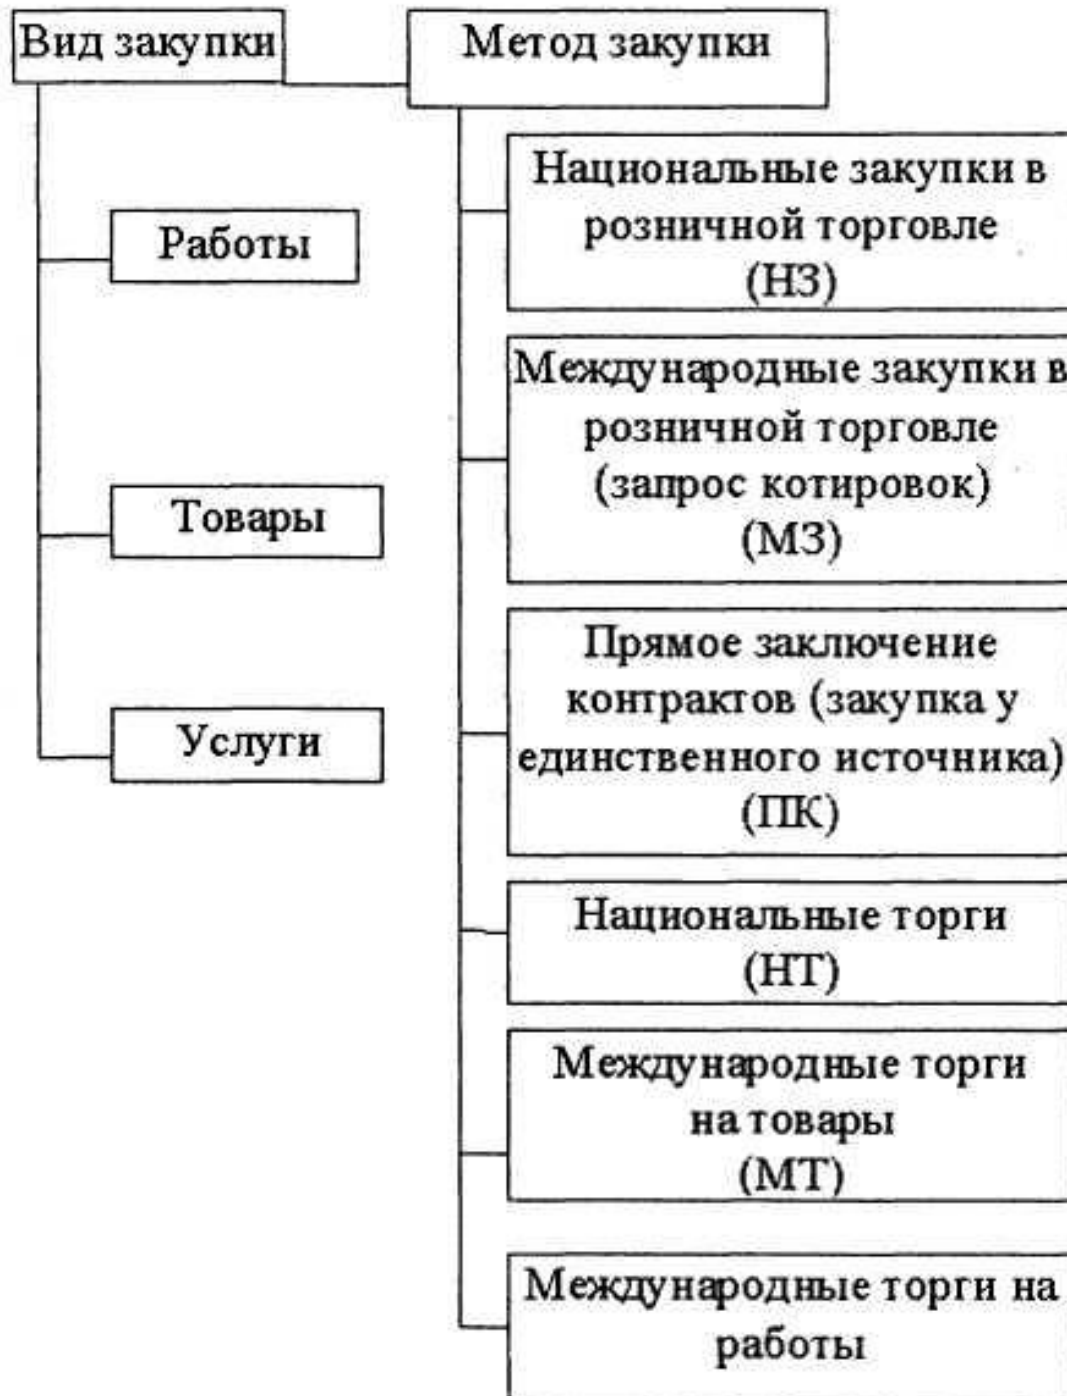 Вид закупки
Метод закупки
Работы
Товары
Услуги
Национальные закупки в
розничной торговле
(НЗ)
Международные закупки в
розничной торговле
(запрос котировок)
(МЗ)
Прямое заключение
контрактов (закупка у
единственного источника)
(ПК)
Национальные торги
(НТ)
Международные торги
на товары
(МТ)
Международные торги на
работы